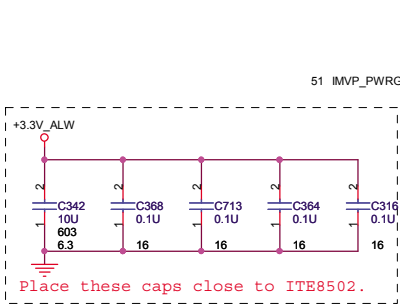 51 IMVP_PWRG
+3.3V_ALW
2 2 2 2 2
C342 C368 C713 C364 C316
10U 0.1U 0.1U 0.1U 0.1U
1 1 1 1 1
603
6.3 16 16 16 16
Place these caps close to ITE8502.